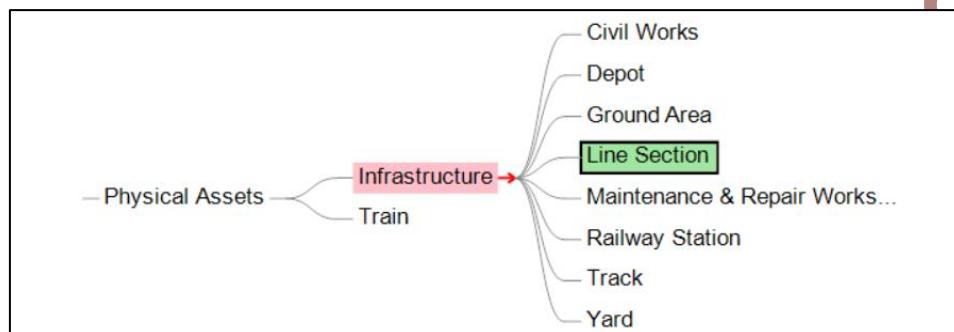 Physical Assets
Infrastructure
Train
Civil Works
Depot
Ground Area
Line Section
Maintenance & Repair Works...
Railway Station
Track
Yard